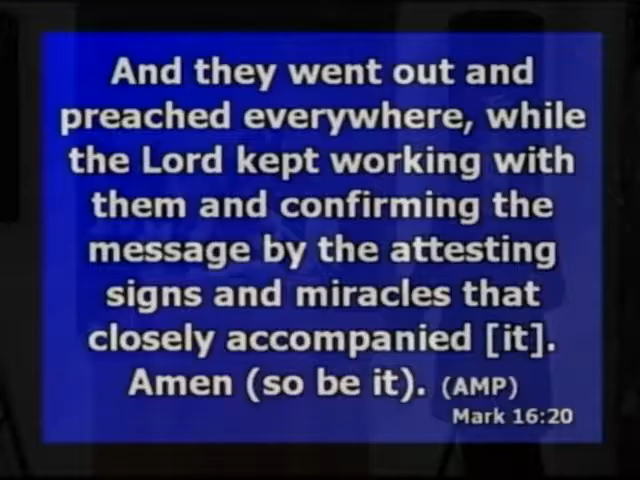 And they went out and
preached everywhere, while
the Lord kept working with
them and confirming the
message by the attesting
signs and miracles that
closely accompanied [it].
Amen (so be it). (AMP)
Mark 16:20